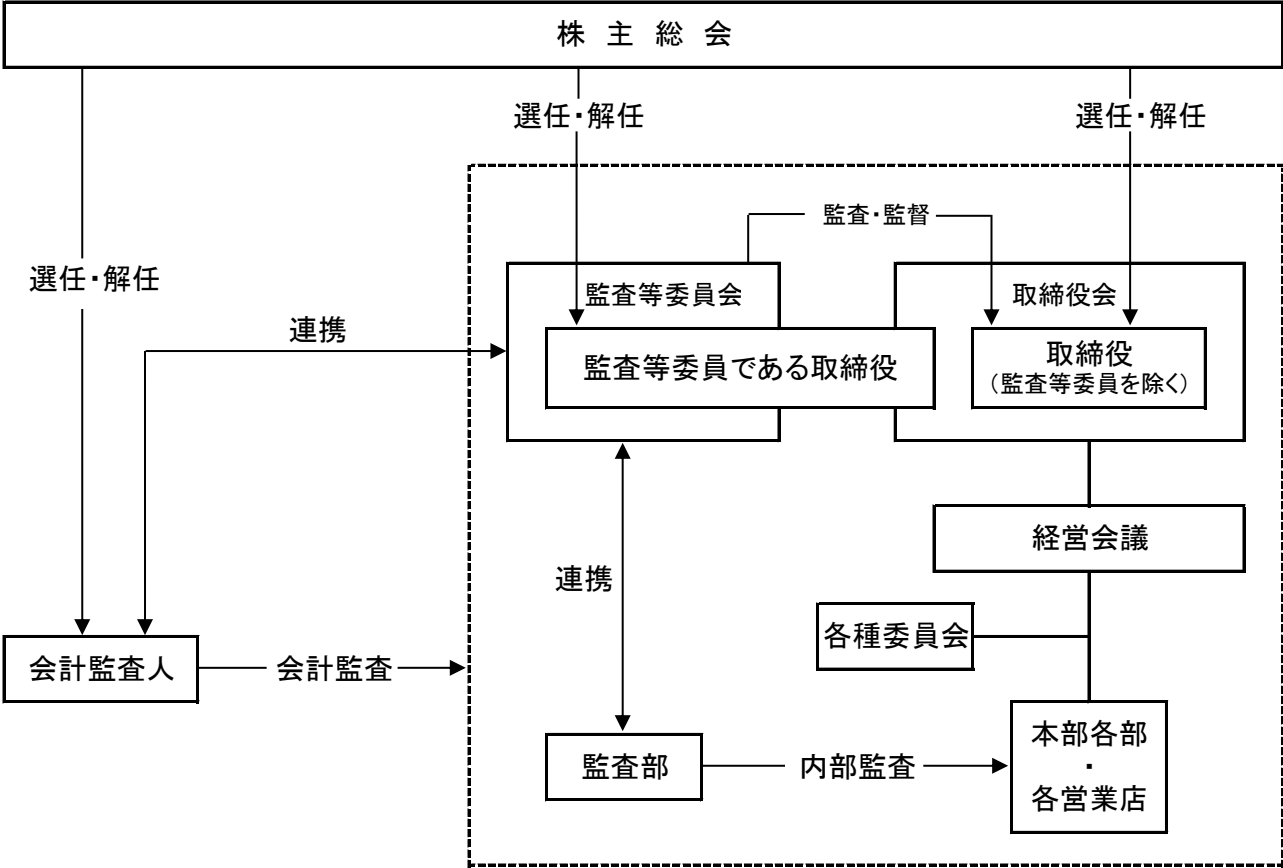 株主総会
選任・解任
選任・解任
監査・監督
選任・解任
監査等委員会
取締役会
連携
監査等委員である取締役
取締役
（監査等委員を除く）
経営会議
連携
各種委員会
会計監査人
会計監査
本部各部
・
各営業店
監査部
内部監査